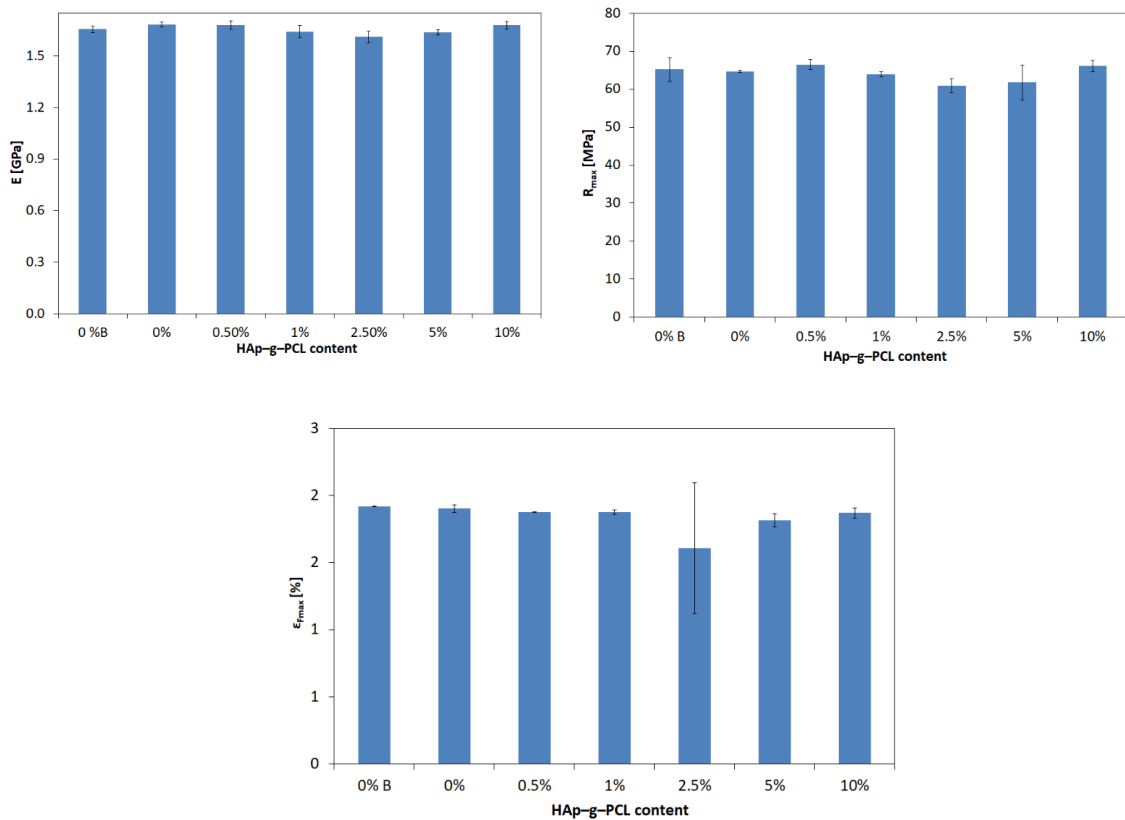 E [GPa]
1.5
1.2
0.9
0.6
0.3
0.0
0 %B 0% 0.50% 1% 2.50% 5% 10%
HAp–g–PCL content
Rmax [MPa]
80
70
60
50
40
30
20
10
0
0% B 0% 0.5% 1% 2.5% 5% 10%
HAp–g–PCL content
εFmax [%]
3
2
2
1
1
0
0% B 0% 0.5% 1% 2.5% 5% 10%
HAp–g–PCL content